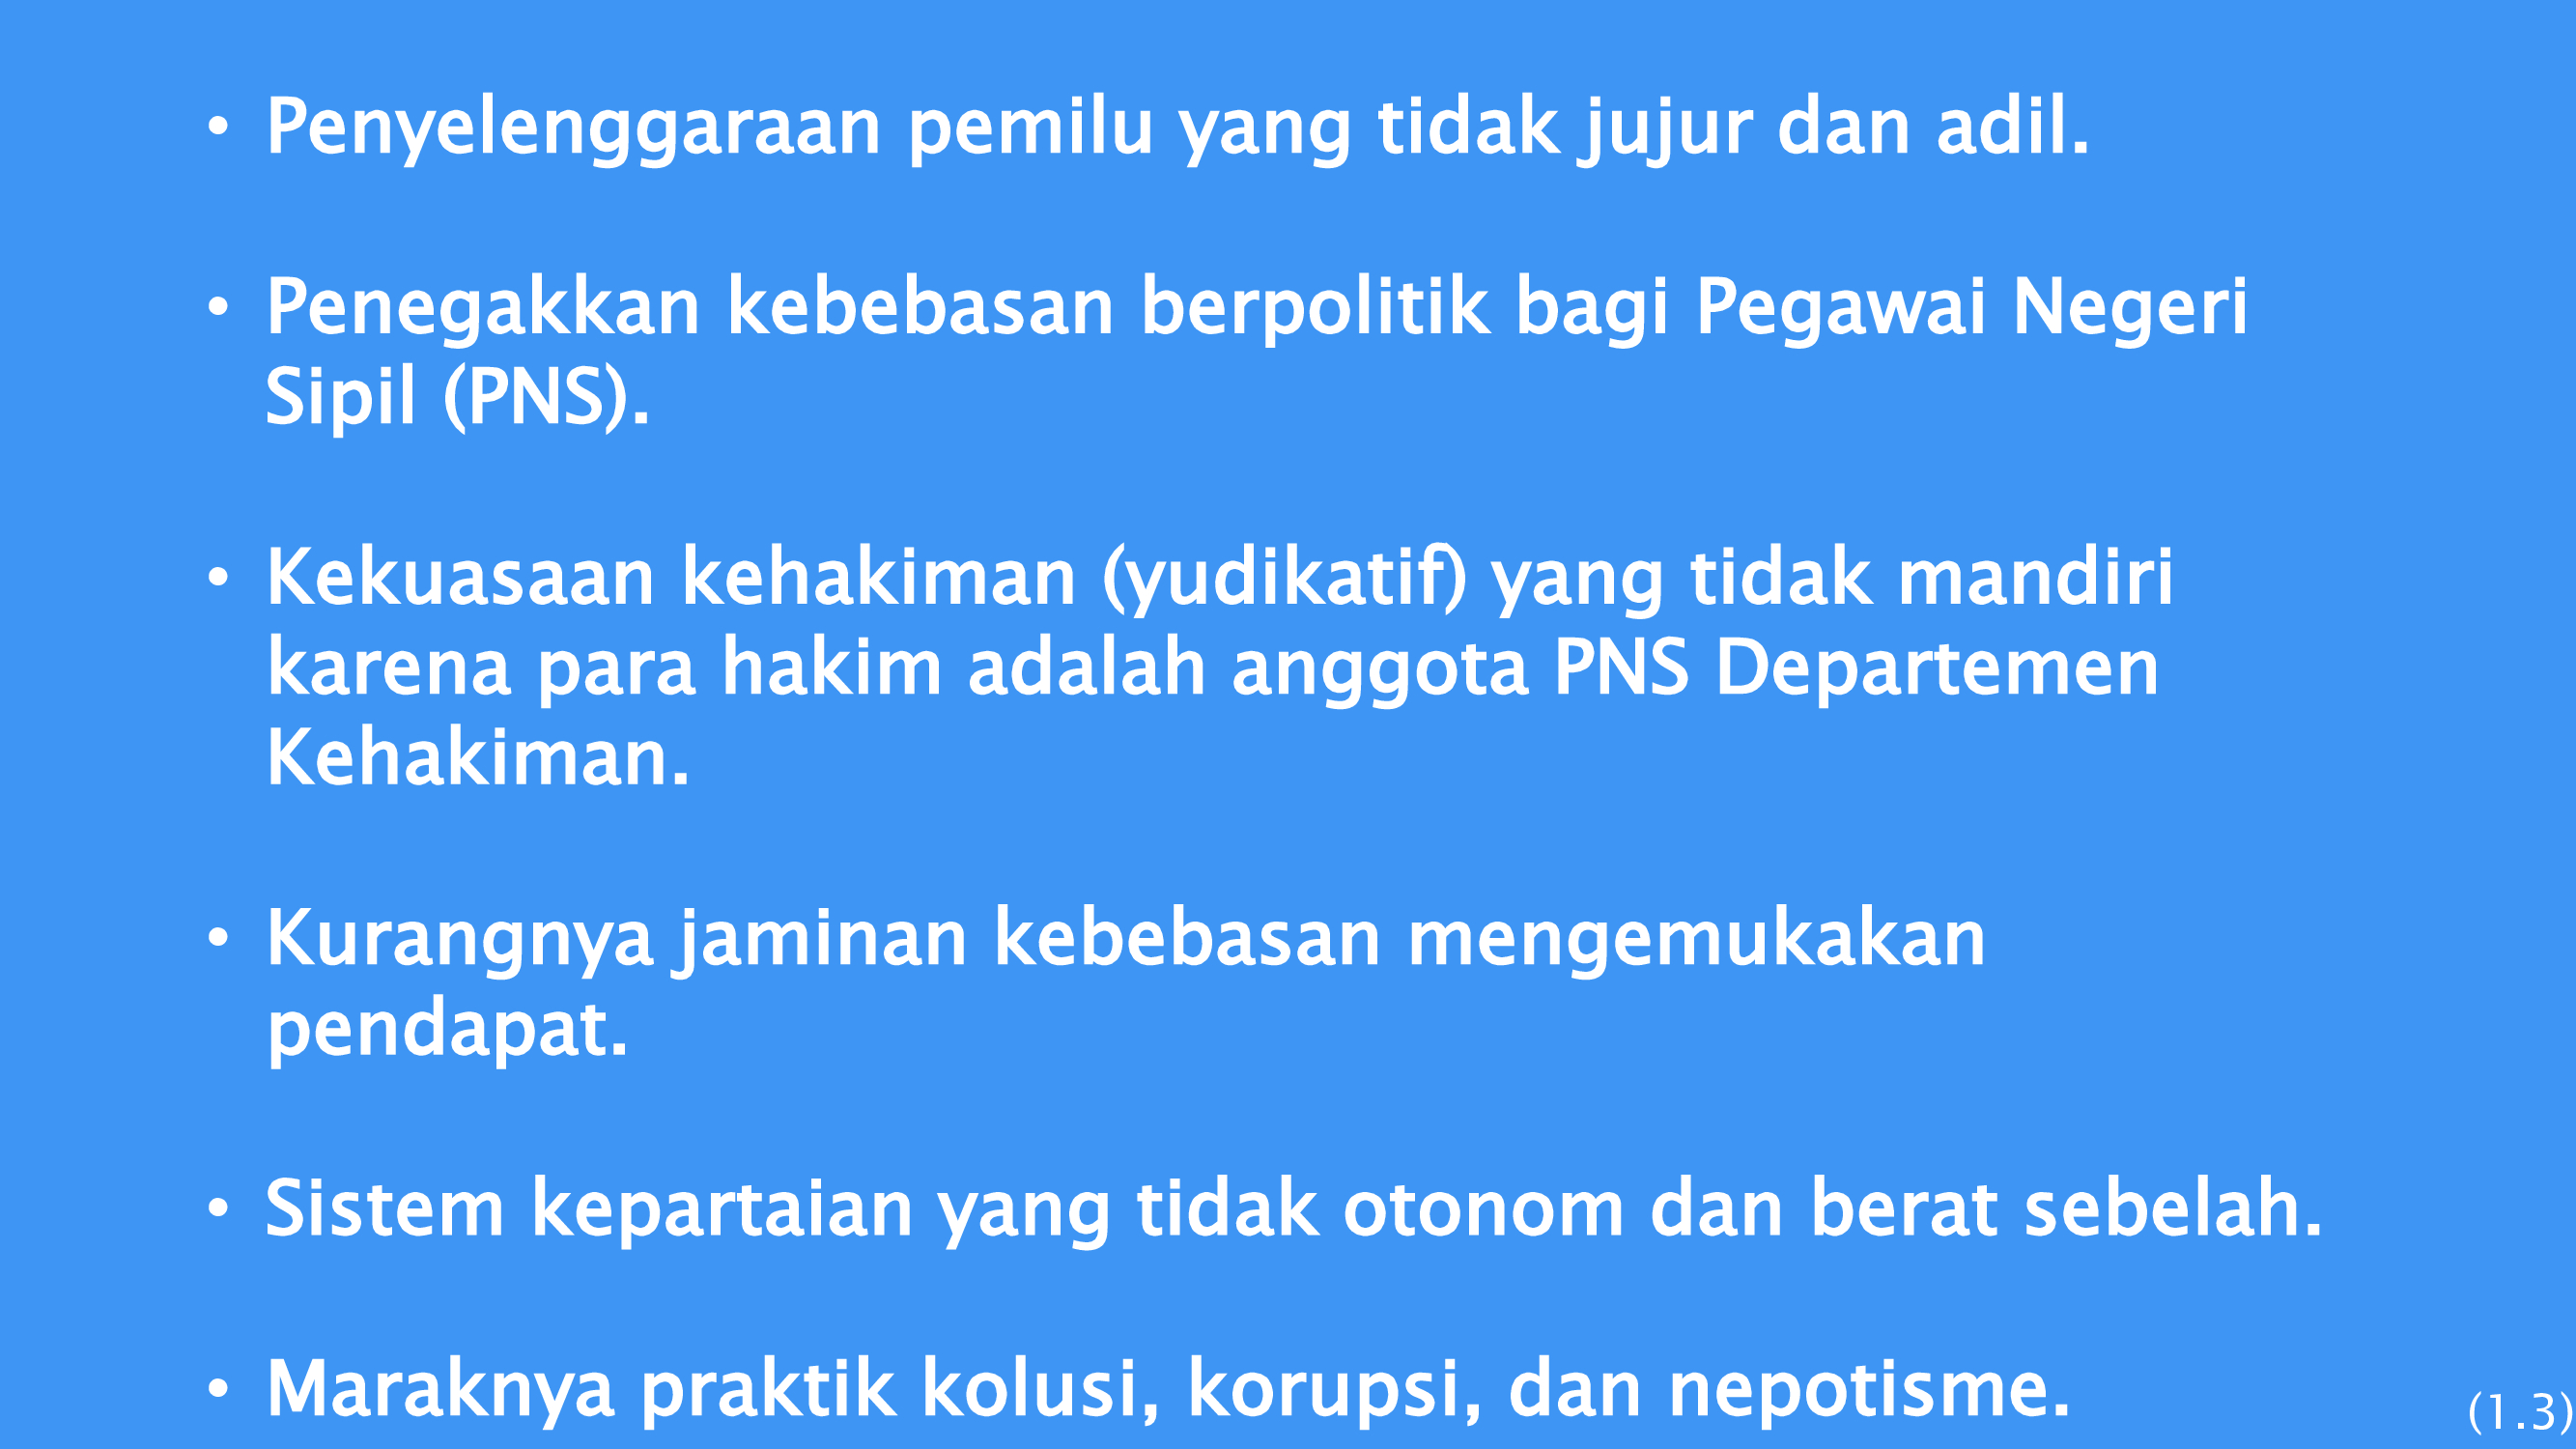 • Penyelenggaraan pemilu yang tidak jujur dan adil.
• Penegakkan kebebasan berpolitik bagi Pegawai Negeri
Sipil (PNS).
• Kekuasaan kehakiman (yudikatif) yang tidak mandiri
karena para hakim adalah anggota PNS Departemen
Kehakiman.
• Kurangnya jaminan kebebasan mengemukakan
pendapat.
• Sistem kepartaian yang tidak otonom dan berat sebelah.
• Maraknya praktik kolusi, korupsi, dan nepotisme.
(1.3)